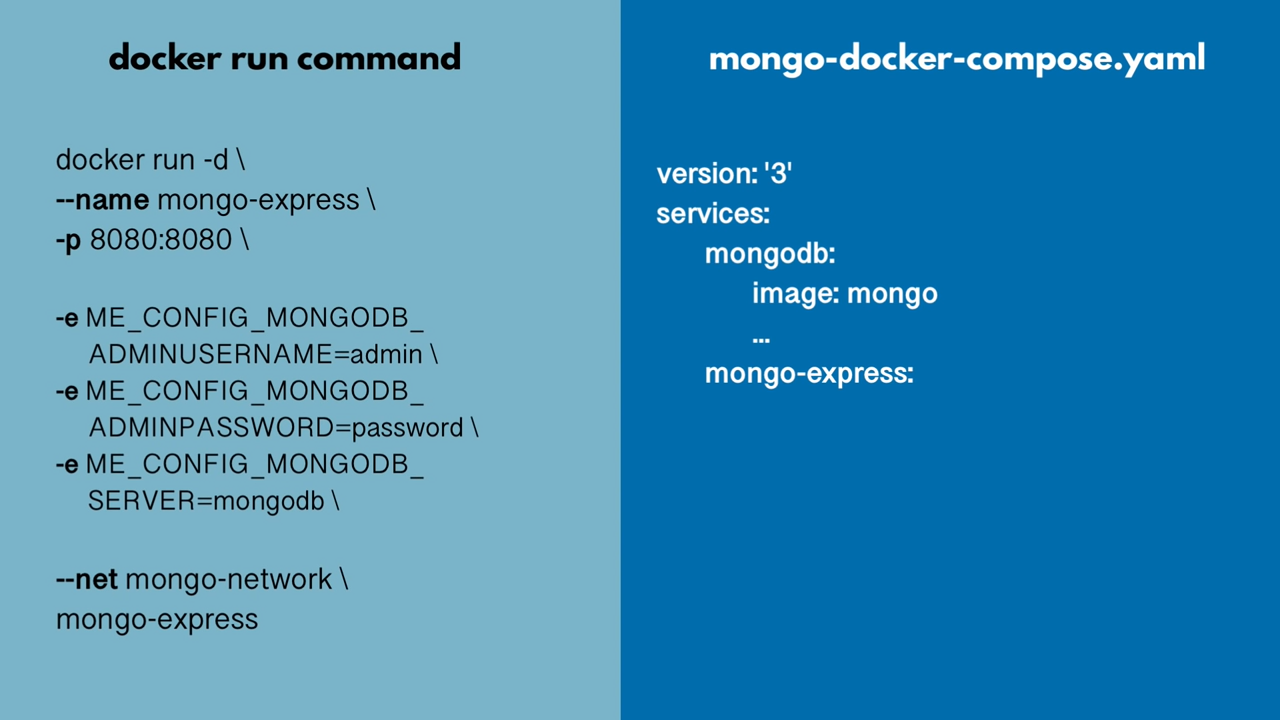 docker run command
docker run -d \
--name mongo-express \
-p 8080:8080 \
-e ME_CONFIG_MONGODB_
ADMINUSERNAME=admin \
-e ME_CONFIG_MONGODB_
ADMINPASSWORD=password \
-e ME_CONFIG_MONGODB_
SERVER=mongodb \
--net mongo-network \
mongo-express
mongo-docker-compose.yaml
version: '3'
services:
mongodb:
image: mongo
...
mongo-express: